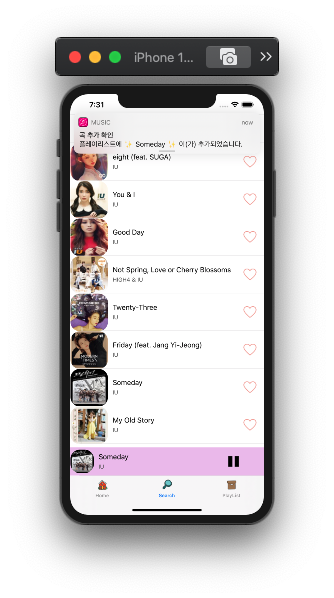 iPhone 1...
7:31
MUSIC
now
곡 추가 확인
플레이리스트에 ✨ Someday ✨ 이(가) 추가되었습니다.
eight (feat. SUGA)
IU
You & I
IU
Good Day
IU
Not Spring, Love or Cherry Blossoms
HIGH4 & IU
Twenty-Three
IU
Friday (feat. Jang Yi-Jeong)
IU
Someday
IU
My Old Story
IU
Someday
IU
Home
Search
PlayList